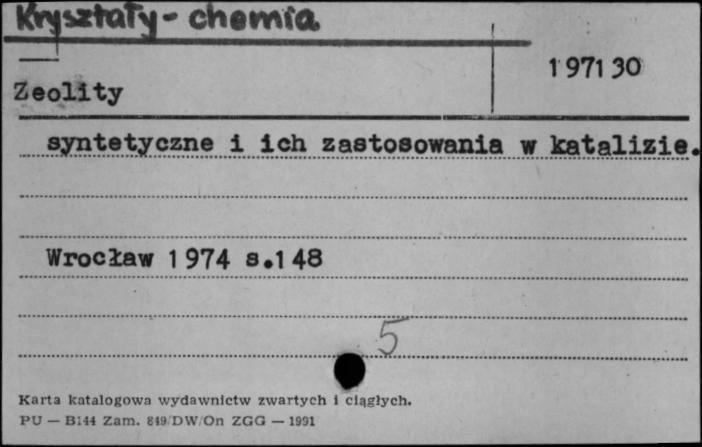 Kryształy - chemia
197130
Zeolity
syntetyczne i ich zastosowania w katalizie.
Wrocław 1974 s.148
5
Karta katalogowa wydawnictw zwartych i ciągłych.
PU — B144 Zam. 849/DW/On ZGG — 1991